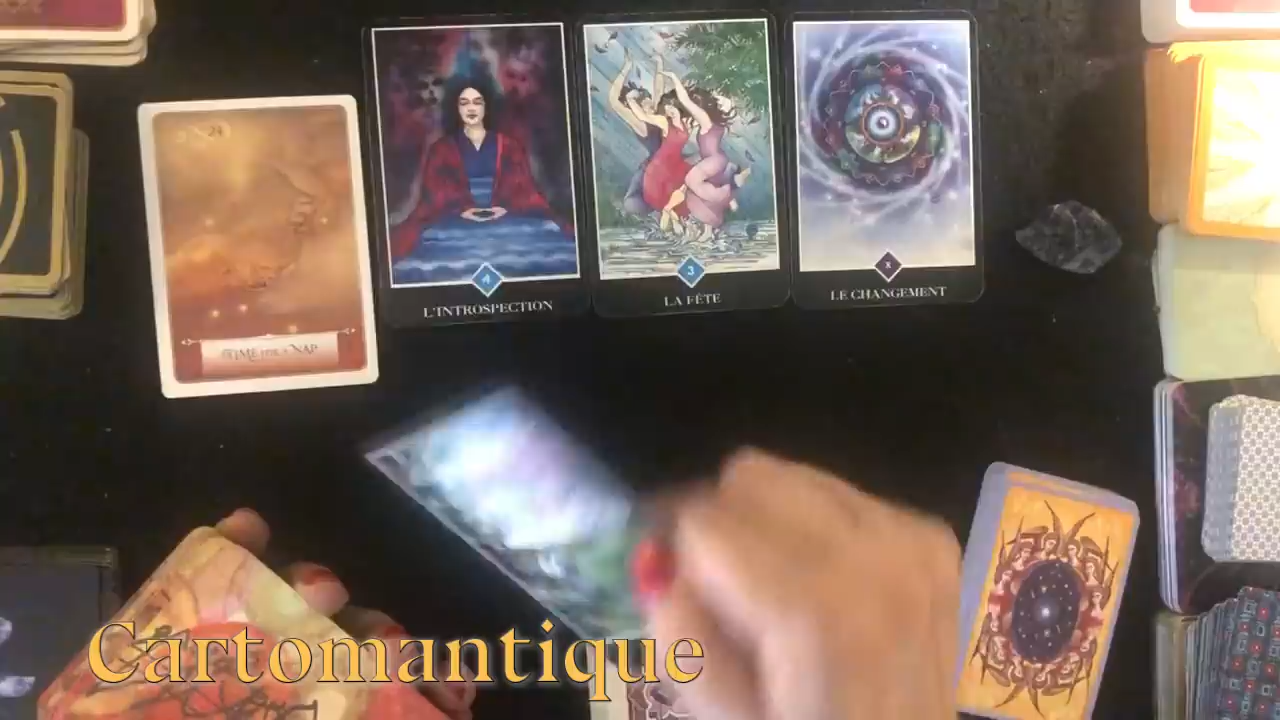 24
TIME FOR A NAP
4
L'INTROSPECTION
3
LA FÊTE
X
LE CHANGEMENT
Cartomantique